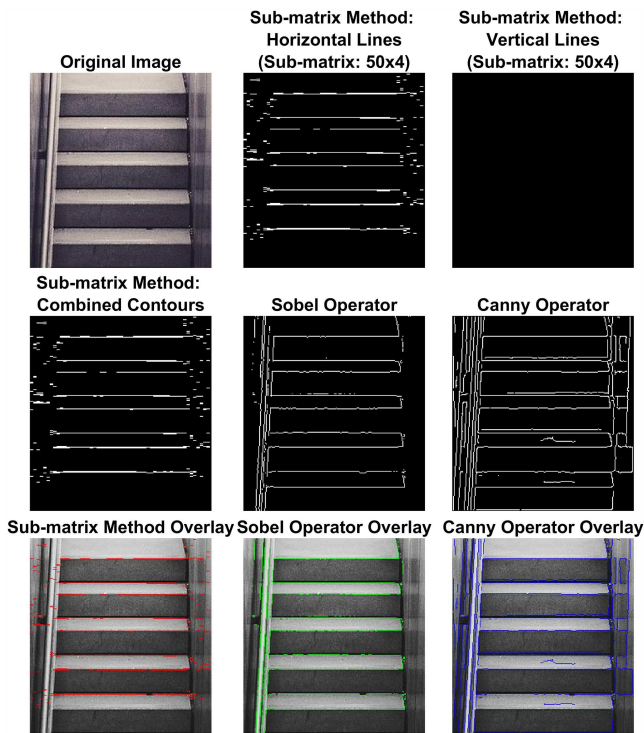 Original Image
Sub-matrix Method:
Horizontal Lines
(Sub-matrix: 50x4)
Sub-matrix Method:
Vertical Lines
(Sub-matrix: 50x4)
Sub-matrix Method:
Combined Contours
Sobel Operator
Canny Operator
Sub-matrix Method Overlay
Sobel Operator Overlay
Canny Operator Overlay